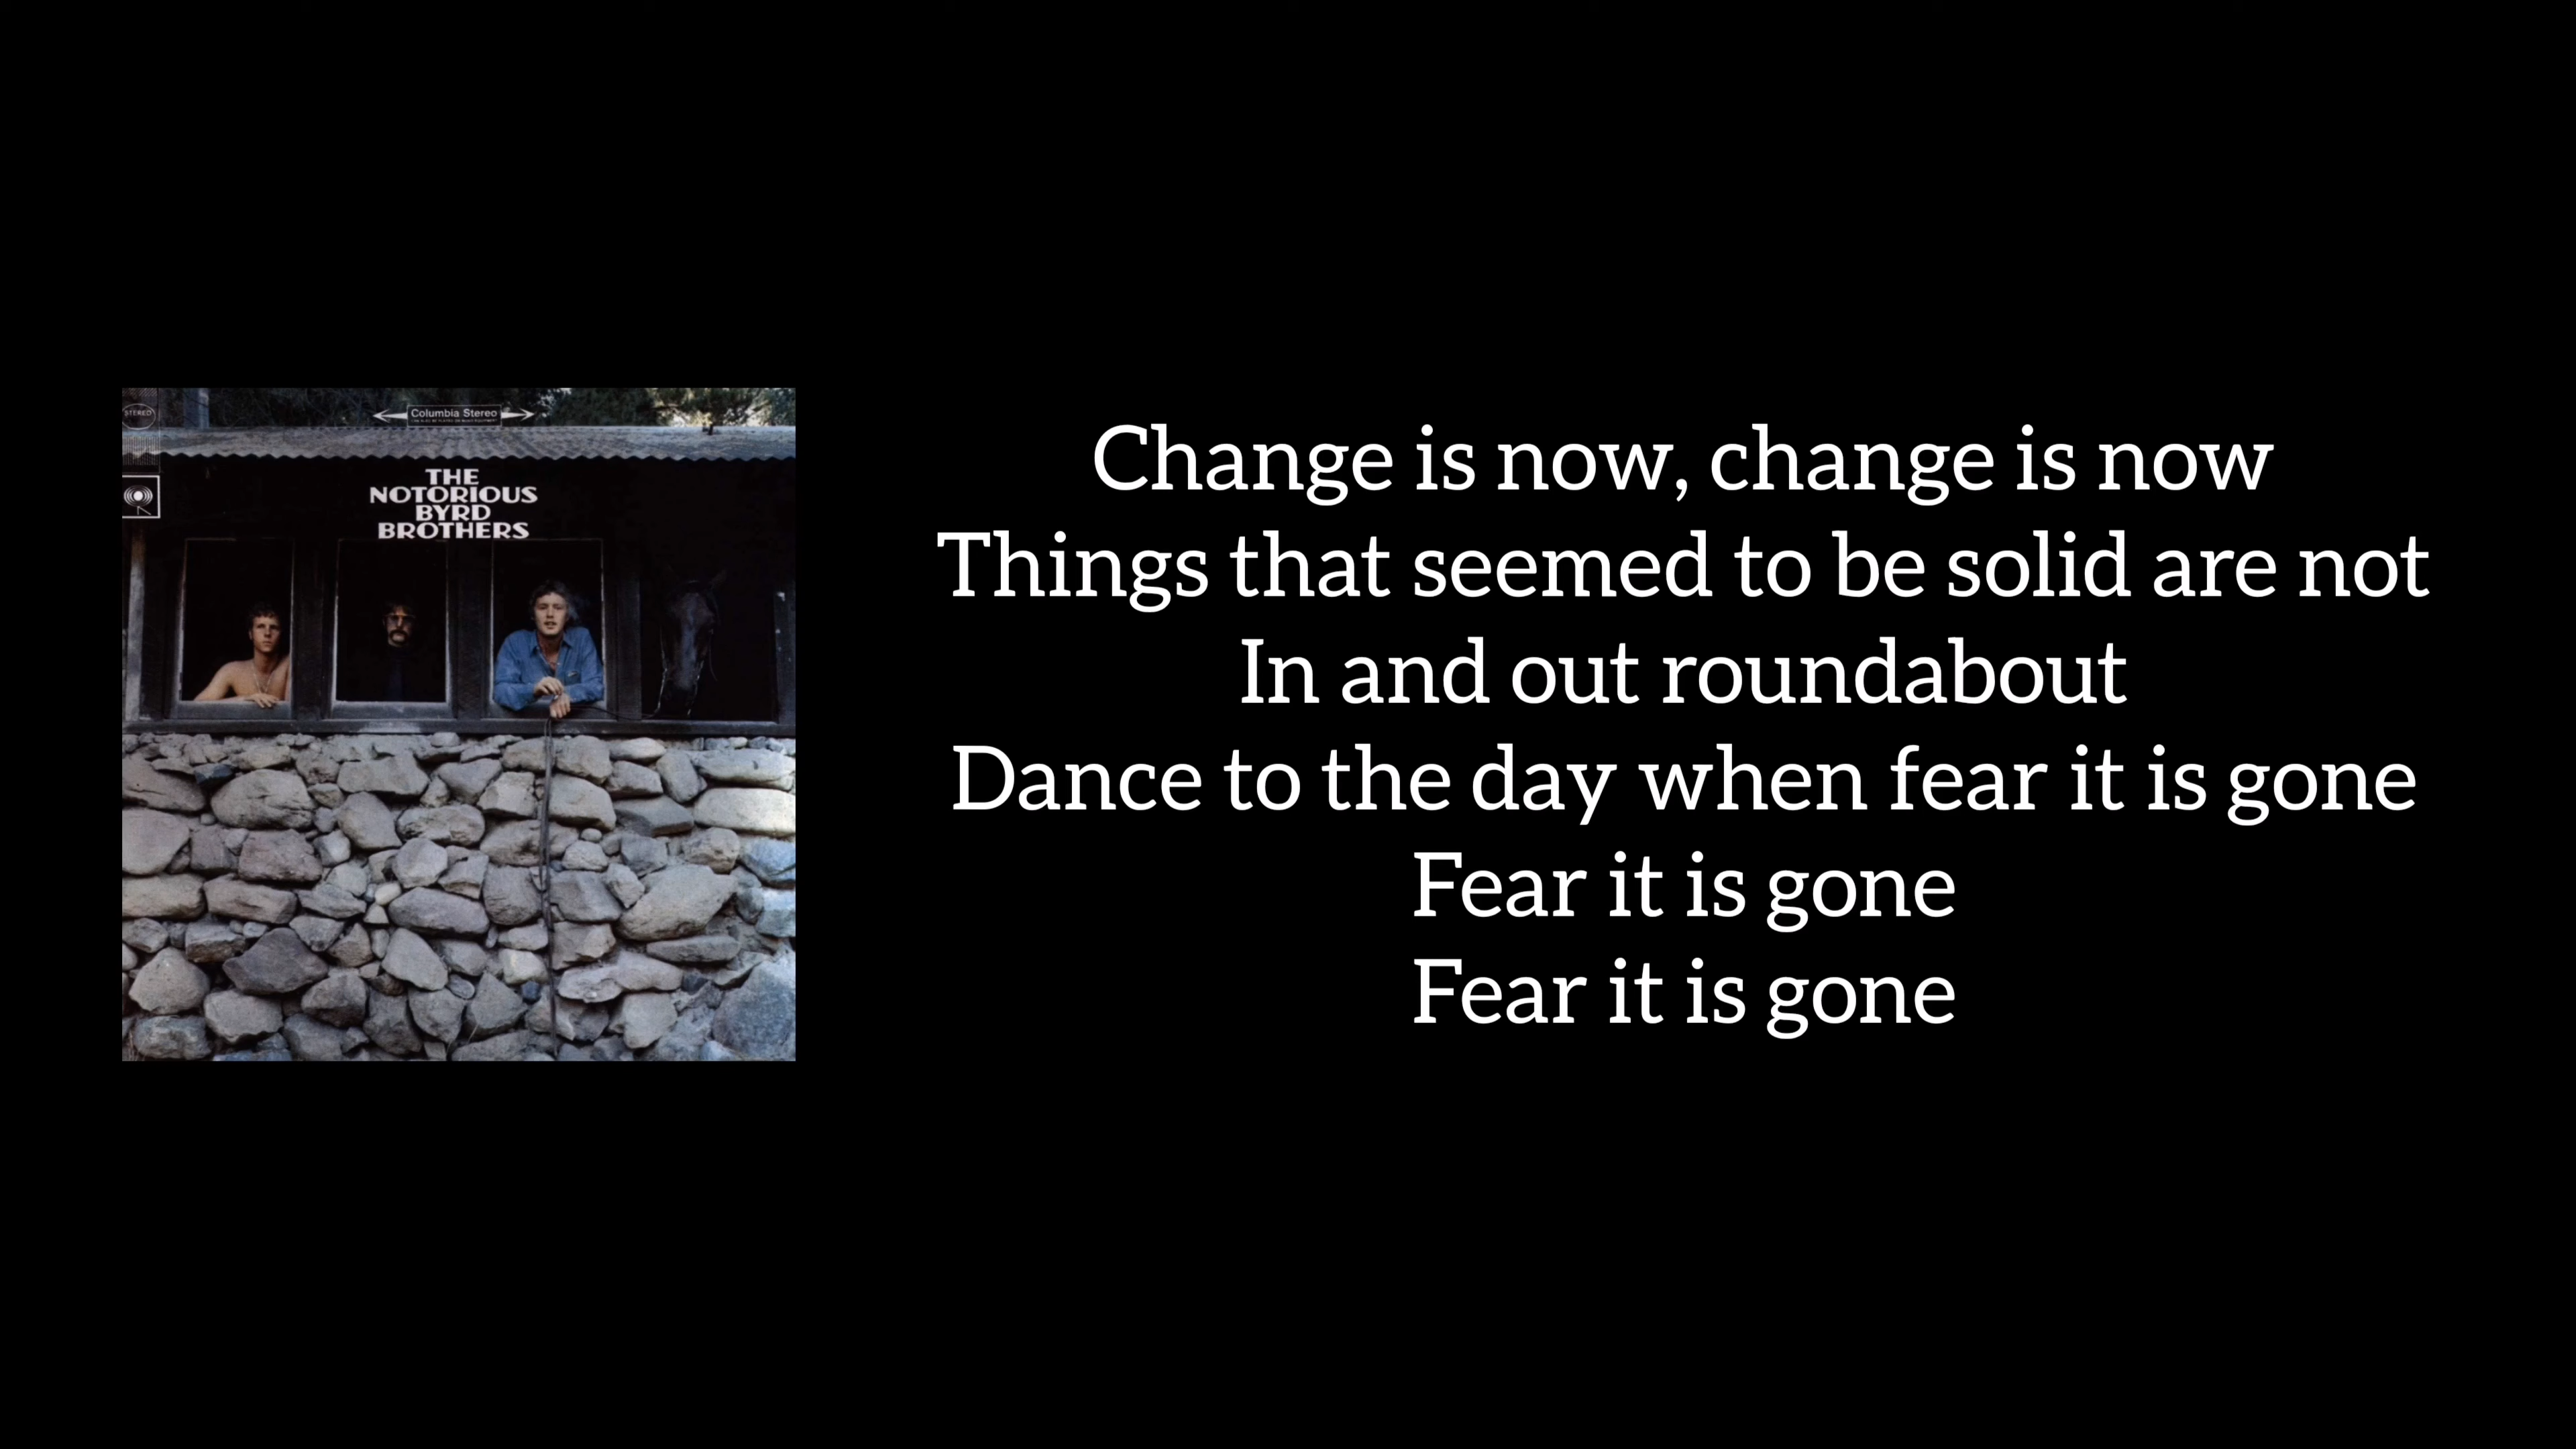 STEREO
Columbia Stereo
THE
NOTORIOUS
BYRD
BROTHERS
Change is now, change is now
Things that seemed to be solid are not
In and out roundabout
Dance to the day when fear it is gone
Fear it is gone
Fear it is gone